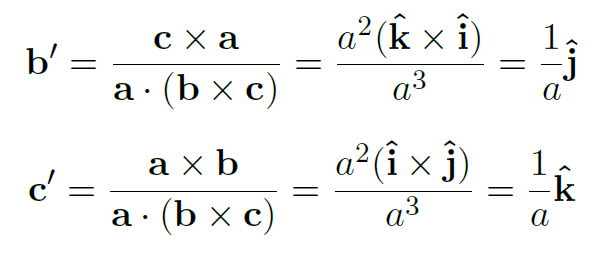 b′ = (c × a) / (a · (b × c)) = a²(k̂ × î) / a³ = (1/a) ĵ
c′ = (a × b) / (a · (b × c)) = a²(î × ĵ) / a³ = (1/a) k̂